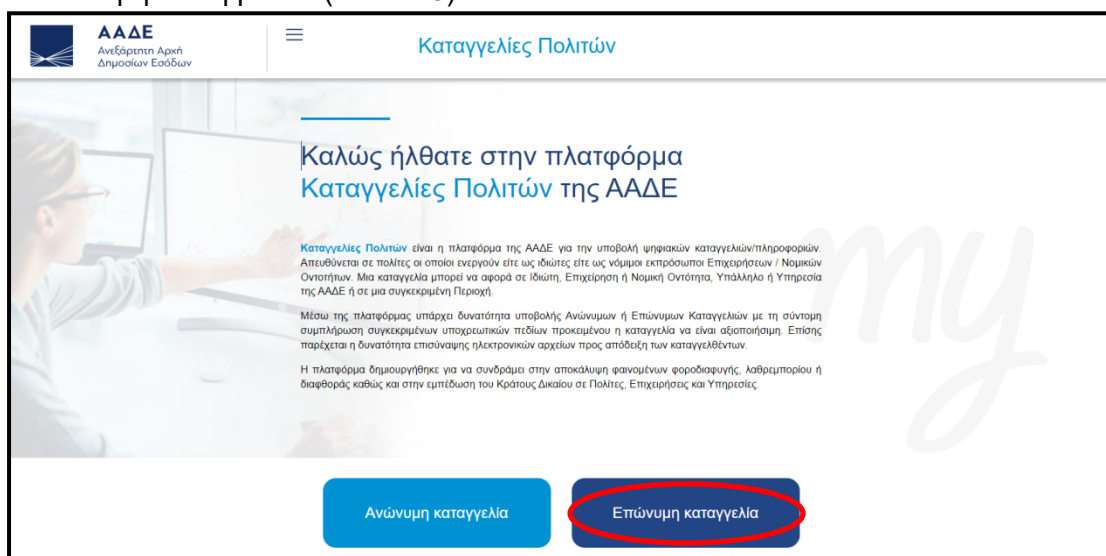 ΑΑΔΕ
Ανεξάρτητη Αρχή
Δημοσίων Εσόδων
Καταγγελίες Πολιτών
Καλώς ήλθατε στην πλατφόρμα
Καταγγελίες Πολιτών της ΑΑΔΕ
Καταγγελίες Πολιτών είναι η πλατφόρμα της ΑΑΔΕ για την υποβολή ψηφιακών καταγγελιών/πληροφοριών.
Απευθύνεται σε πολίτες οι οποίοι ενεργούν είτε ως ιδιώτες είτε ως νόμιμοι εκπρόσωποι Επιχειρήσεων / Νομικών
Οντοτήτων. Μια καταγγελία μπορεί να αφορά σε Ιδιώτη, Επιχείρηση ή Νομική Οντότητα, Υπάλληλο ή Υπηρεσία
της ΑΑΔΕ ή σε μια συγκεκριμένη Περιοχή.
Μέσω της πλατφόρμας υπάρχει δυνατότητα υποβολής Ανώνυμων ή Επώνυμων Καταγγελιών με τη σύντομη
συμπλήρωση συγκεκριμένων υποχρεωτικών πεδίων προκειμένου η καταγγελία να είναι αξιοποιήσιμη. Επίσης
παρέχεται η δυνατότητα επισύναψης ηλεκτρονικών αρχείων προς απόδειξη των καταγγελθέντων.
Η πλατφόρμα δημιουργήθηκε για να συνδράμει στην αποκάλυψη φαινομένων φοροδιαφυγής, λαθρεμπορίου ή
διαφθοράς καθώς και στην εμπέδωση του Κράτους Δικαίου σε Πολίτες, Επιχειρήσεις και Υπηρεσίες.
my
Ανώνυμη καταγγελία
Επώνυμη καταγγελία